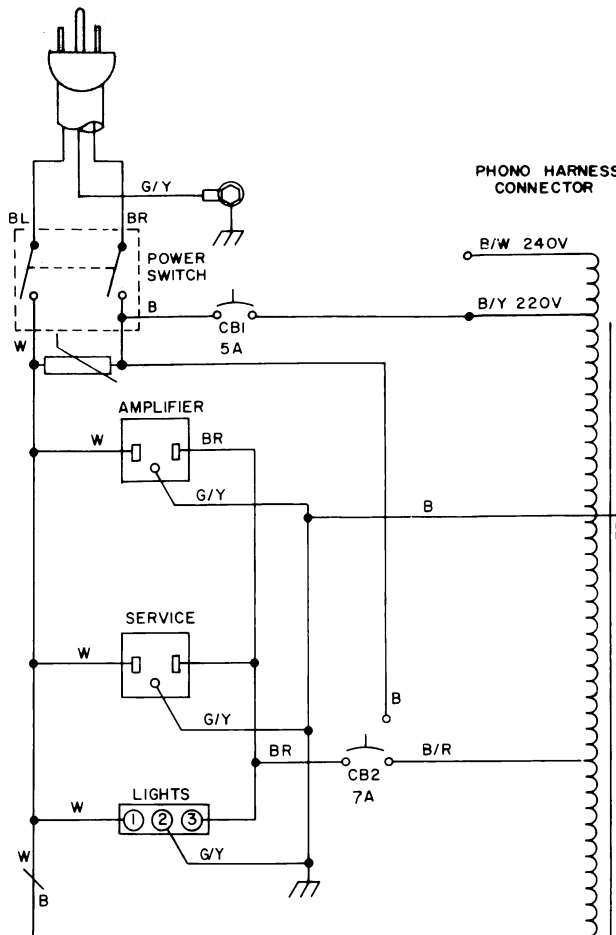 G/Y
PHONO HARNESS
CONNECTOR
BL
BR
POWER
SWITCH
B/W 240V
B
B/Y 220V
CB1
5A
W
AMPLIFIER
W
BR
G/Y
B
SERVICE
W
G/Y
B
BR
B/R
CB2
7A
LIGHTS
W
1 2 3
G/Y
W
B